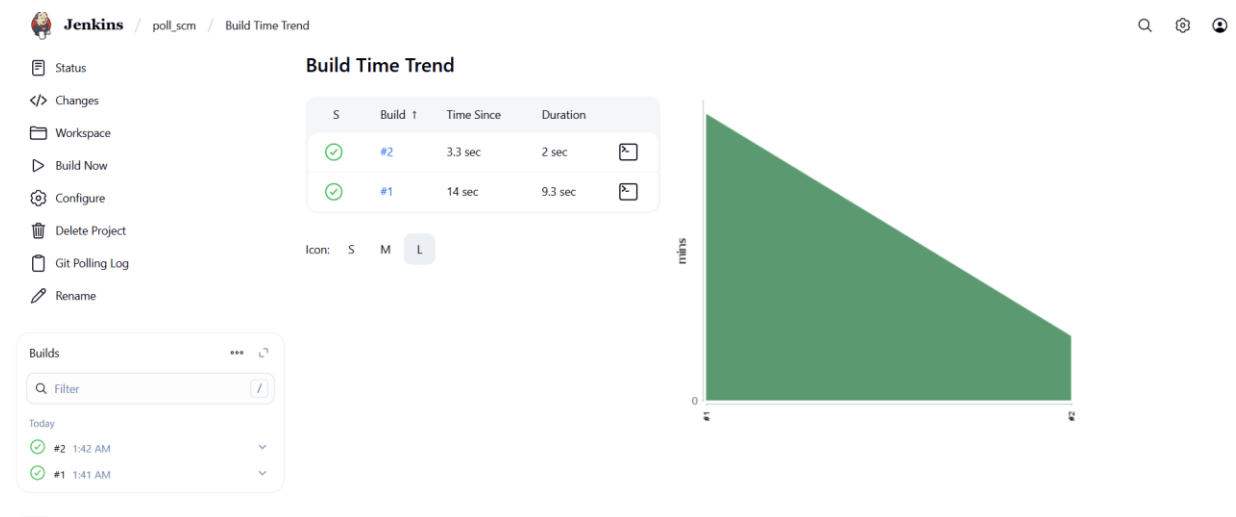 Jenkins / poll_scm / Build Time Trend
Status
Changes
Workspace
Build Now
Configure
Delete Project
Git Polling Log
Rename
Builds
Filter /
Today
#2 1:42 AM
#1 1:41 AM
Build Time Trend
S Build ↑ Time Since Duration
#2 3.3 sec 2 sec
#1 14 sec 9.3 sec
Icon: S M L
mins
0
#1 #2